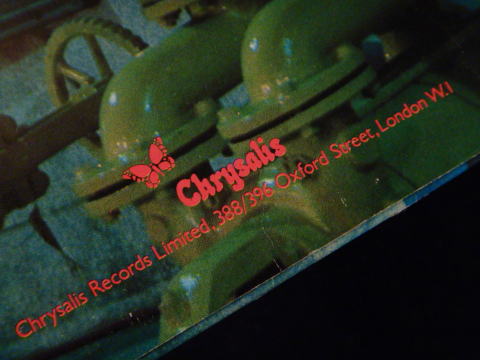 Chrysalis
Chrysalis Records Limited, 388/396 Oxford Street, London W.1